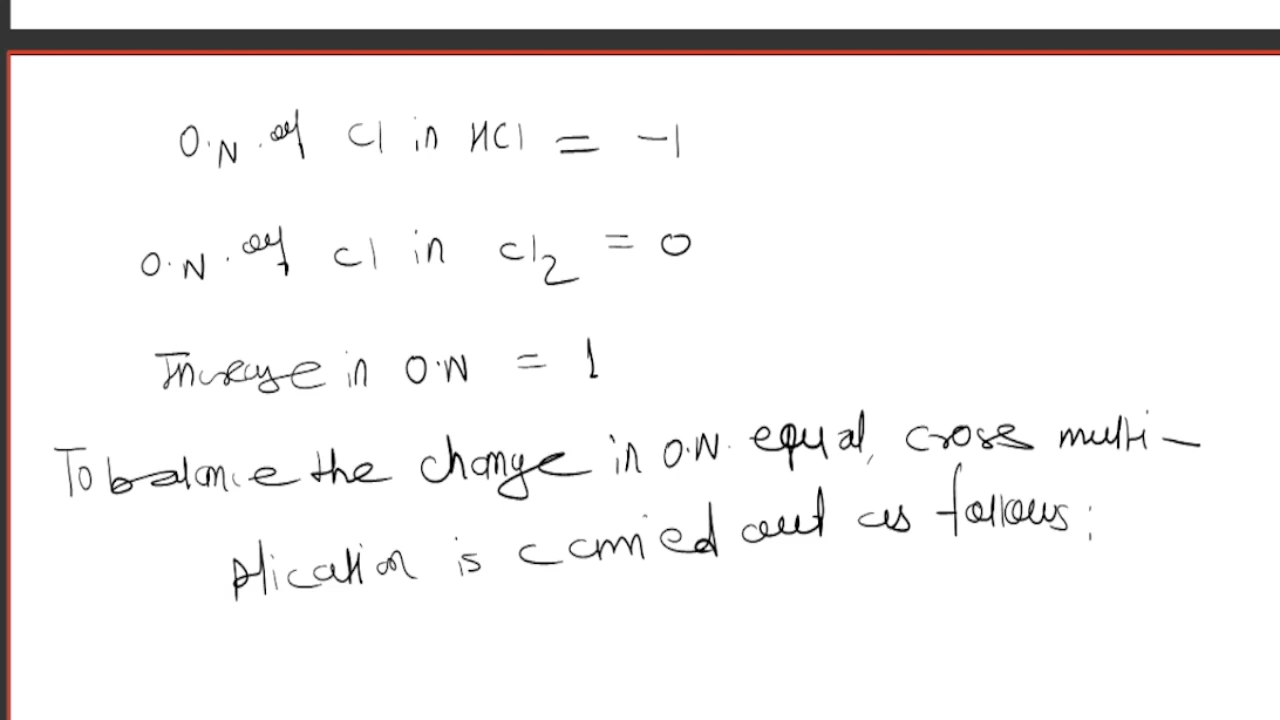 O.N. of Cl in HCl = -1
O.N. of Cl in Cl2 = 0
Increase in O.N = 1
To balance the change in O.N. equal, cross multi-
plication is carried out as follows: